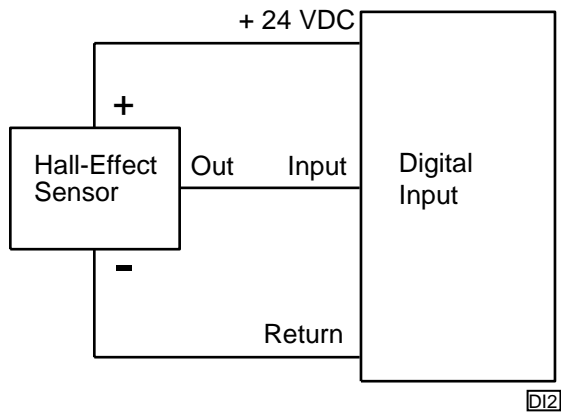 + 24 VDC
+
Hall-Effect
Sensor
Out
Input
Digital
Input
-
Return
DI2